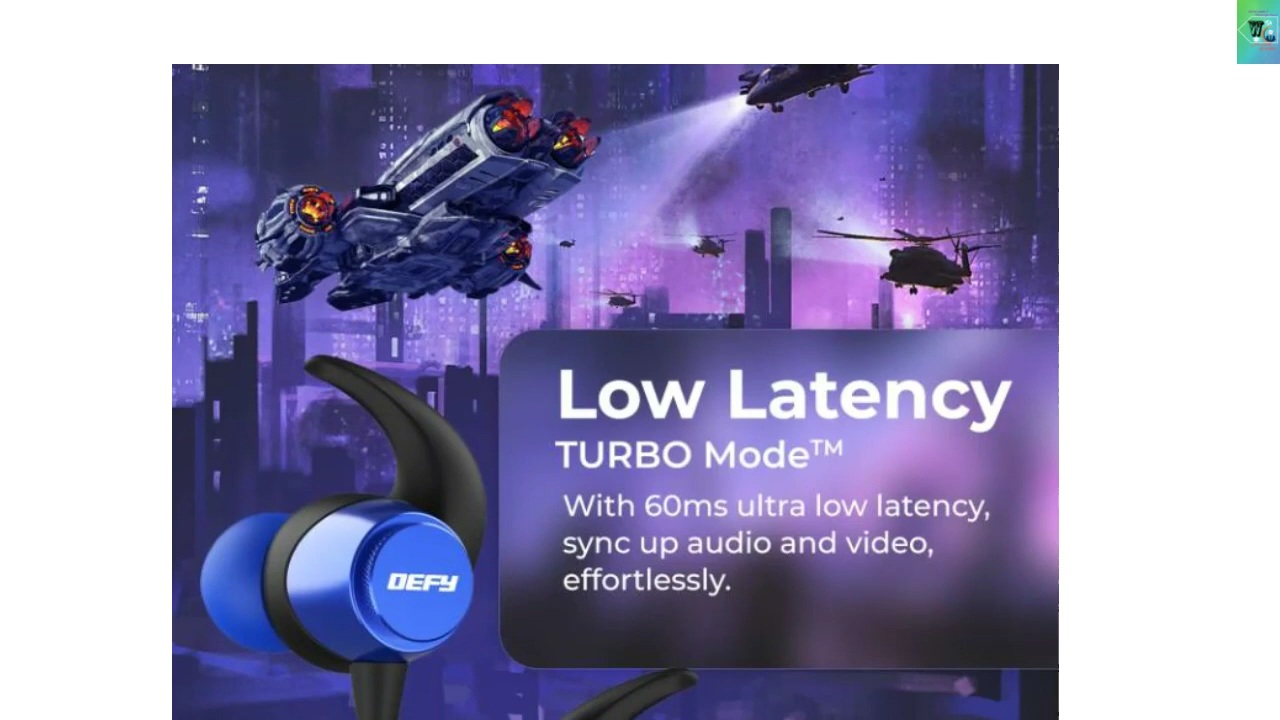 Low Latency
TURBO Mode™
With 60ms ultra low latency,
sync up audio and video,
effortlessly.
DEFY